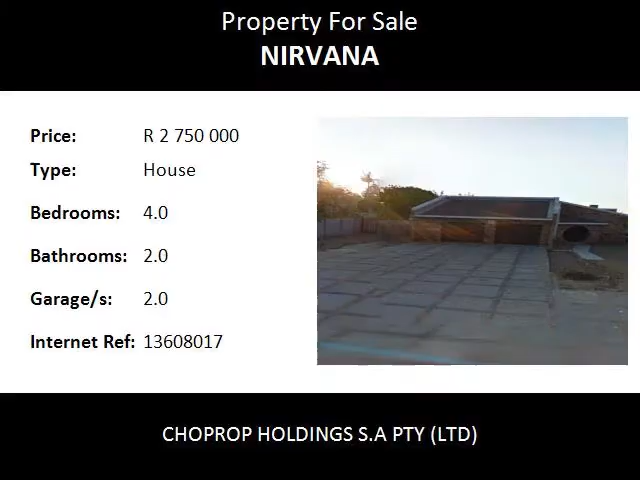 Property For Sale
NIRVANA
Price: R 2 750 000
Type: House
Bedrooms: 4.0
Bathrooms: 2.0
Garage/s: 2.0
Internet Ref: 13608017
CHOPROP HOLDINGS S.A PTY (LTD)